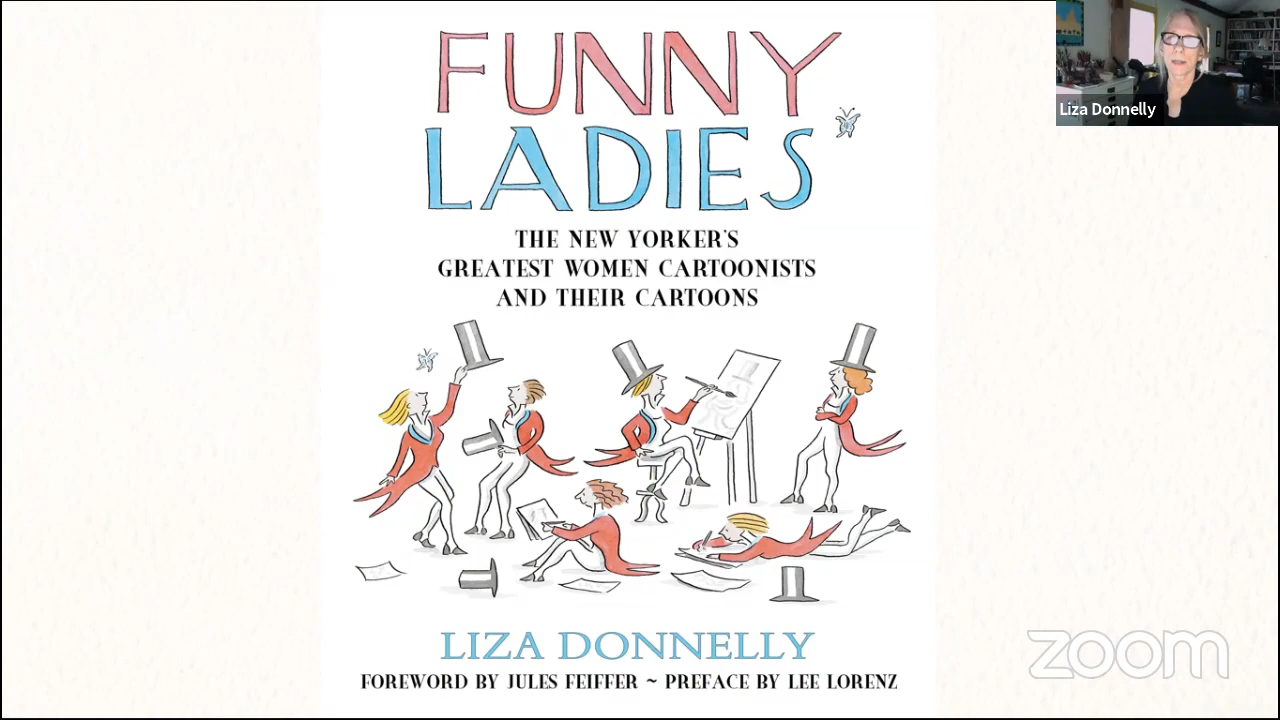 FUNNY
LADIES
THE NEW YORKER'S
GREATEST WOMEN CARTOONISTS
AND THEIR CARTOONS
LIZA DONNELLY
FOREWORD BY JULES FEIFFER ~ PREFACE BY LEE LORENZ
Liza Donnelly
zoom